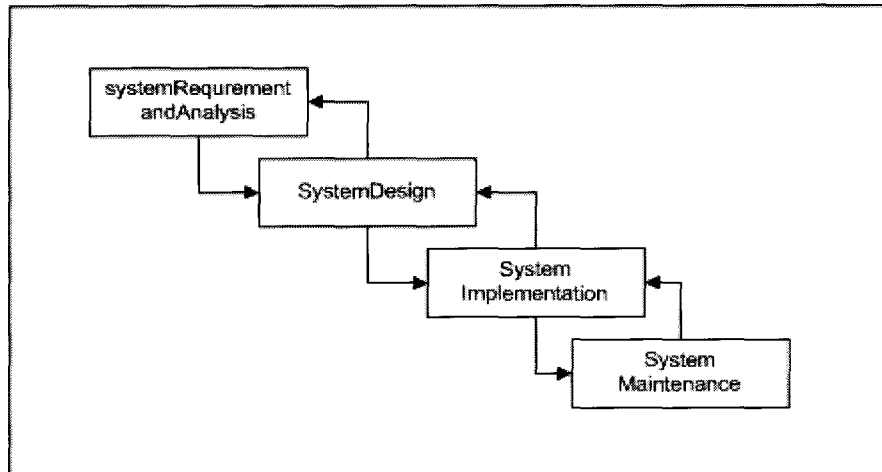 systemRequrement
andAnalysis
SystemDesign
System
Implementation
System
Maintenance